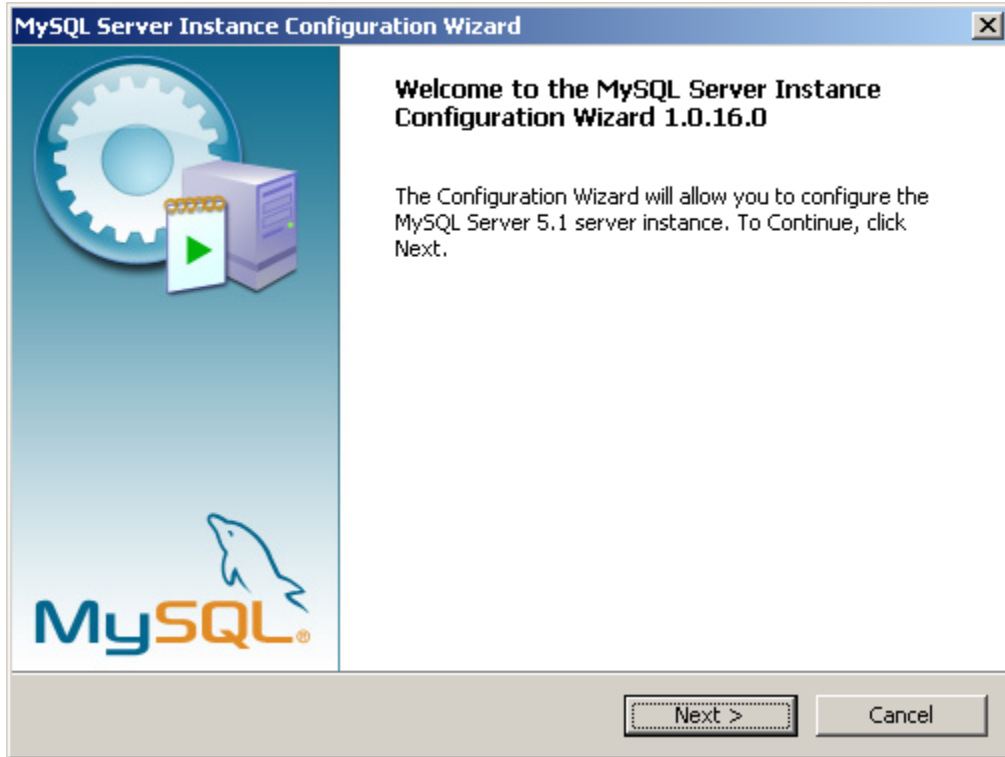 MySQL Server Instance Configuration Wizard
Welcome to the MySQL Server Instance
Configuration Wizard 1.0.16.0
The Configuration Wizard will allow you to configure the
MySQL Server 5.1 server instance. To Continue, click
Next.
MySQL®
Next >
Cancel